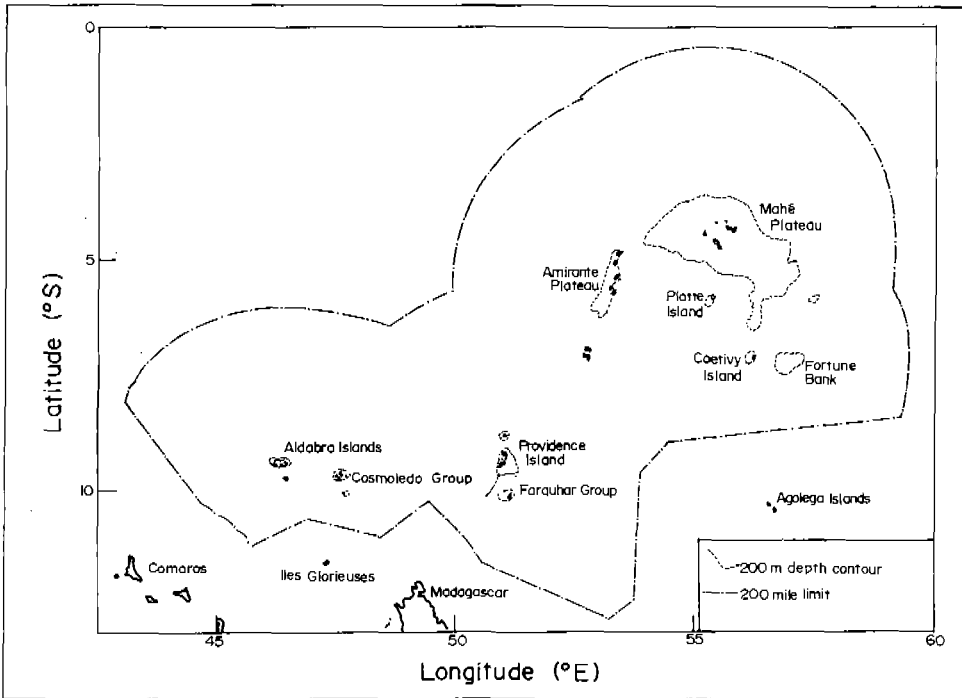 0
Mahé
Plateau
5
Amirante
Plateau
Platte
Island
Coetivy
Island
Fortune
Bank
Latitude (°S)
Aldabra Islands
Cosmoledo Group
Providence
Island
10
Farquhar Group
Agalega Islands
Comoros
Iles Glorieuses
Madagascar
200 m depth contour
200 mile limit
45
50
55
60
Longitude (°E)